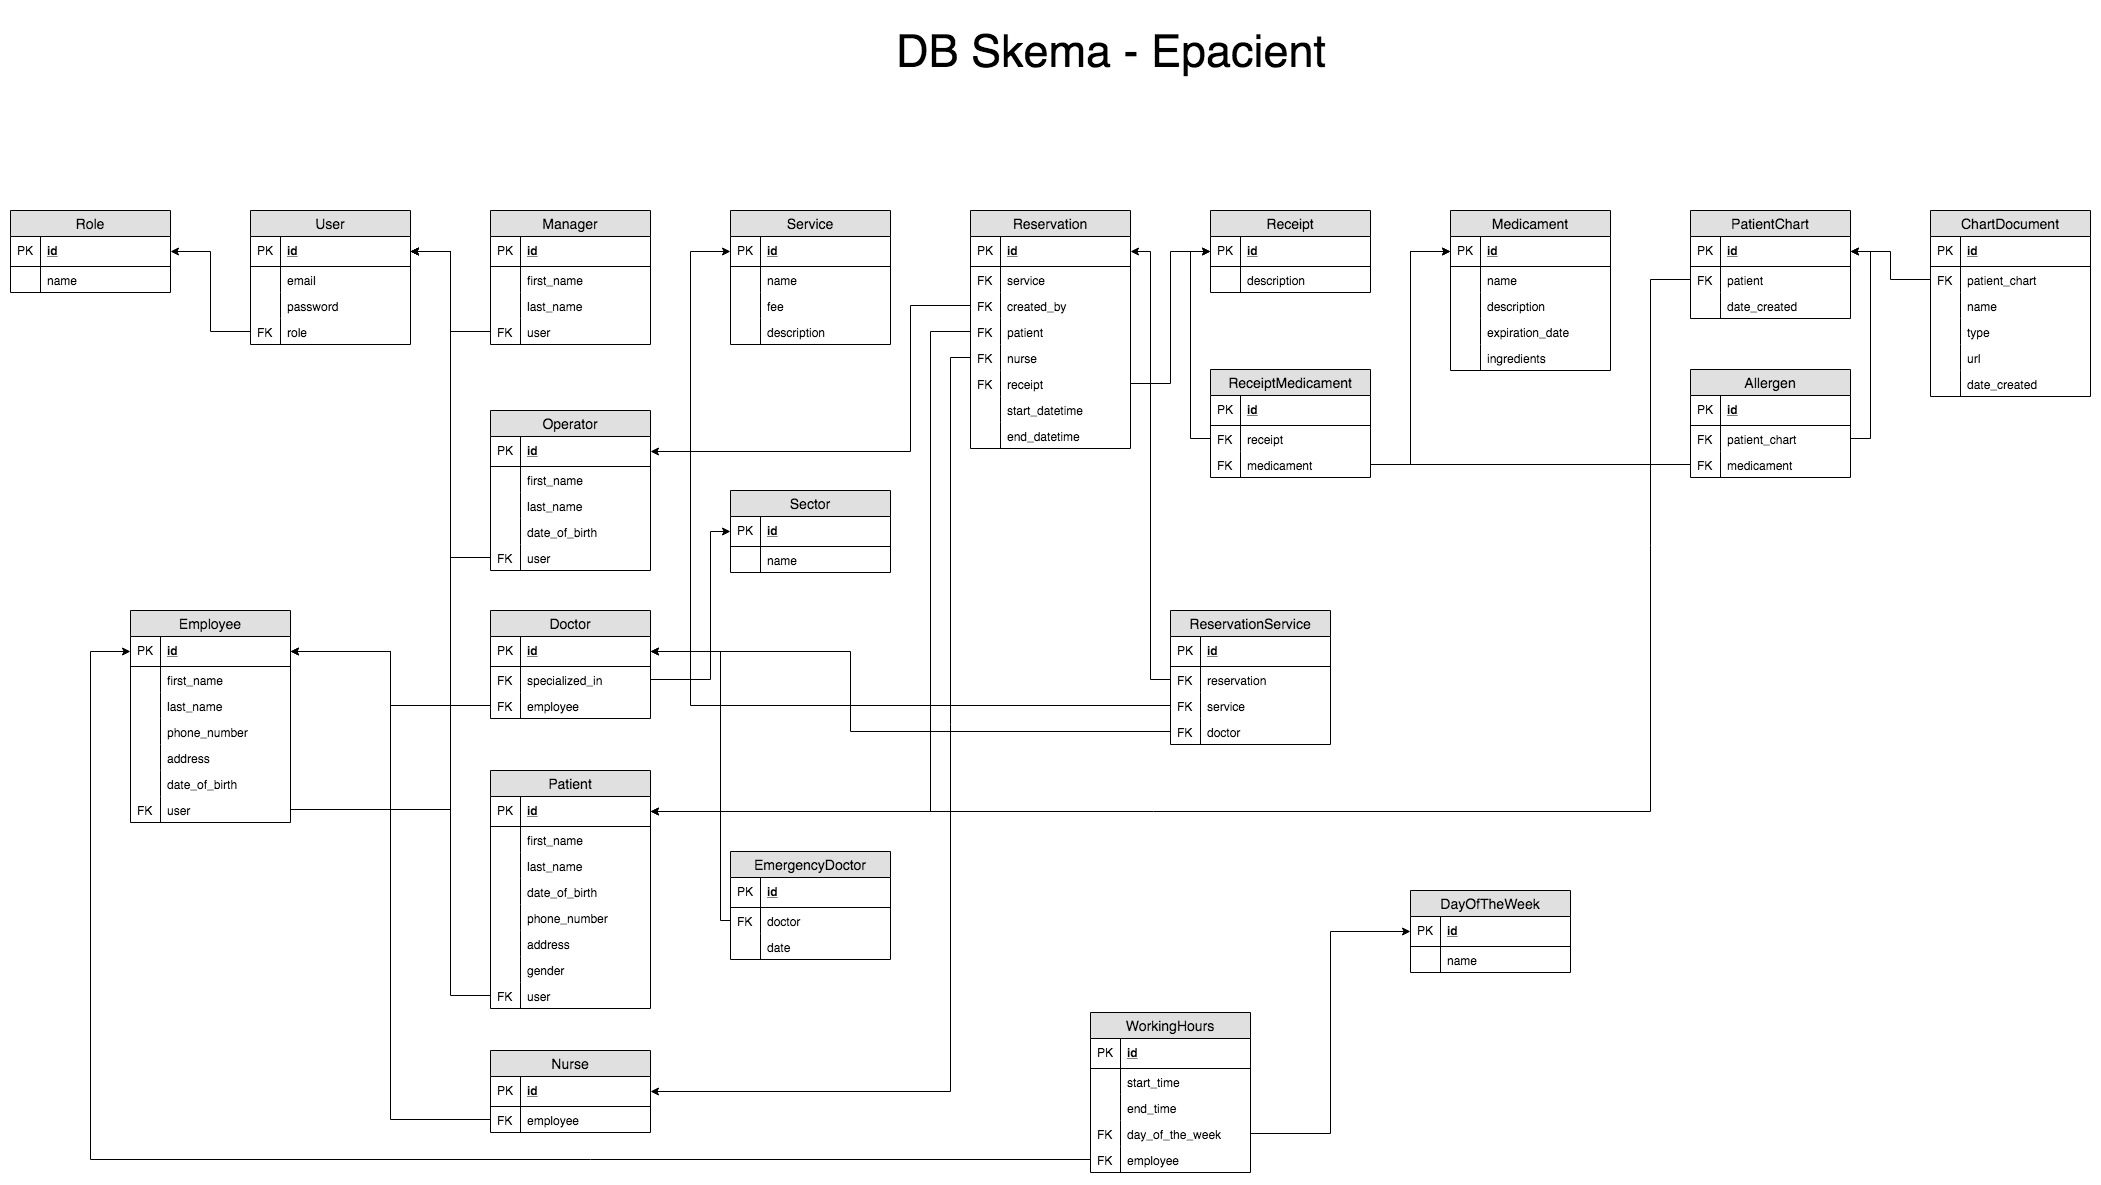 DB Skema - Epacient
Role
PK id
name
User
PK id
email
password
FK role
Manager
PK id
first_name
last_name
FK user
Service
PK id
name
fee
description
Reservation
PK id
FK service
FK created_by
FK patient
FK nurse
FK receipt
start_datetime
end_datetime
Receipt
PK id
description
Medicament
PK id
name
description
expiration_date
ingredients
PatientChart
PK id
FK patient
date_created
ChartDocument
PK id
FK patient_chart
name
type
url
date_created
ReceiptMedicament
PK id
FK receipt
FK medicament
Allergen
PK id
FK patient_chart
FK medicament
Operator
PK id
first_name
last_name
date_of_birth
FK user
Sector
PK id
name
Employee
PK id
first_name
last_name
phone_number
address
date_of_birth
FK user
Doctor
PK id
FK specialized_in
FK employee
ReservationService
PK id
FK reservation
FK service
FK doctor
Patient
PK id
first_name
last_name
date_of_birth
phone_number
address
gender
FK user
EmergencyDoctor
PK id
FK doctor
date
DayOfTheWeek
PK id
name
Nurse
PK id
FK employee
WorkingHours
PK id
start_time
end_time
FK day_of_the_week
FK employee